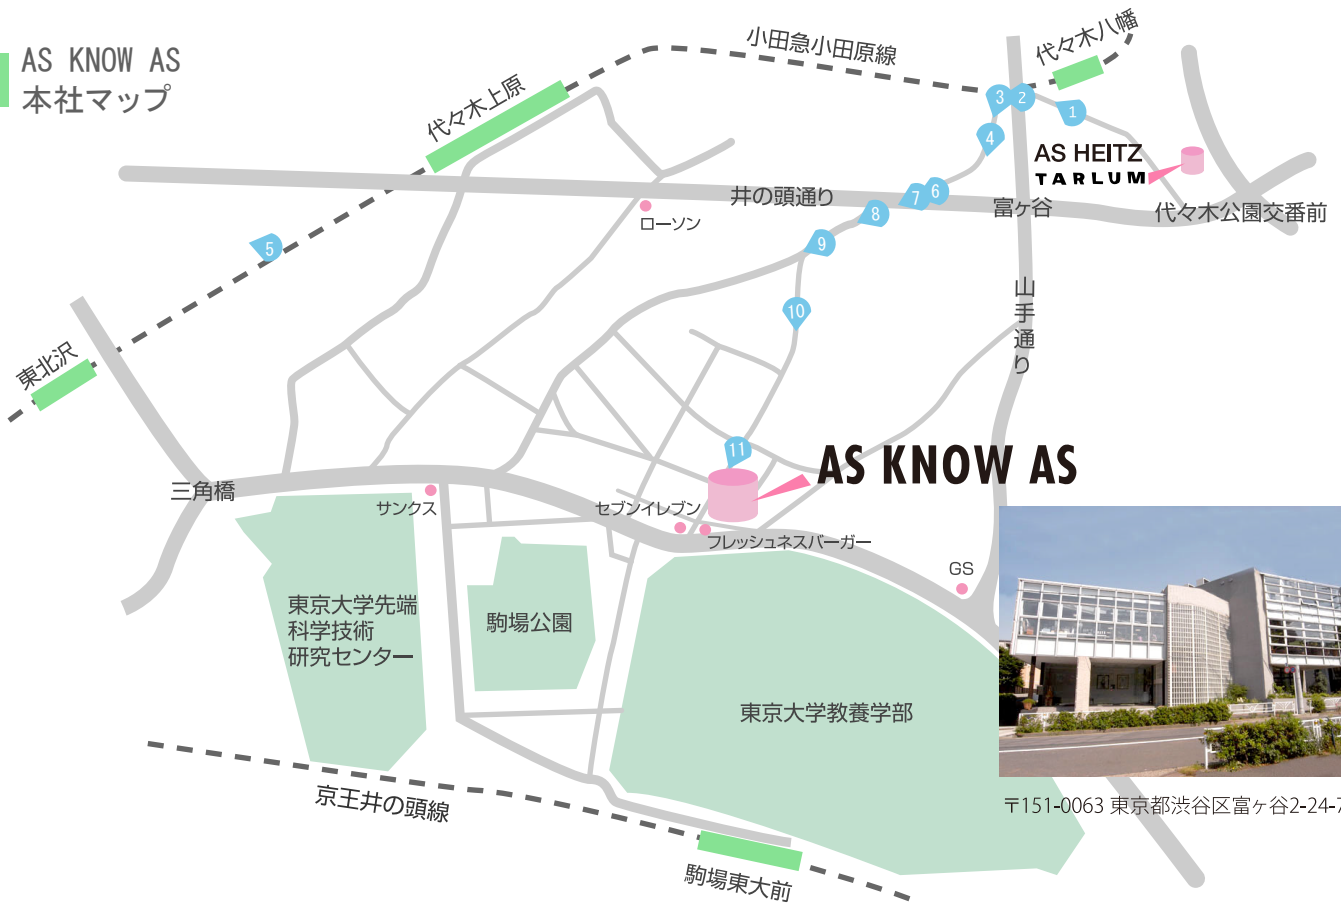 AS KNOW AS
本社マップ
小田急小田原線
代々木八幡
代々木上原
3
2
1
4
AS HEITZ
TARLUM
井の頭通り
7
6
8
富ヶ谷
代々木公園交番前
ローソン
5
9
10
山手通り
東北沢
11
AS KNOW AS
三角橋
サンクス
セブンイレブン
フレッシュネスバーガー
GS
東京大学先端
科学技術
研究センター
駒場公園
東京大学教養学部
京王井の頭線
駒場東大前
〒151-0063 東京都渋谷区富ヶ谷2-24-